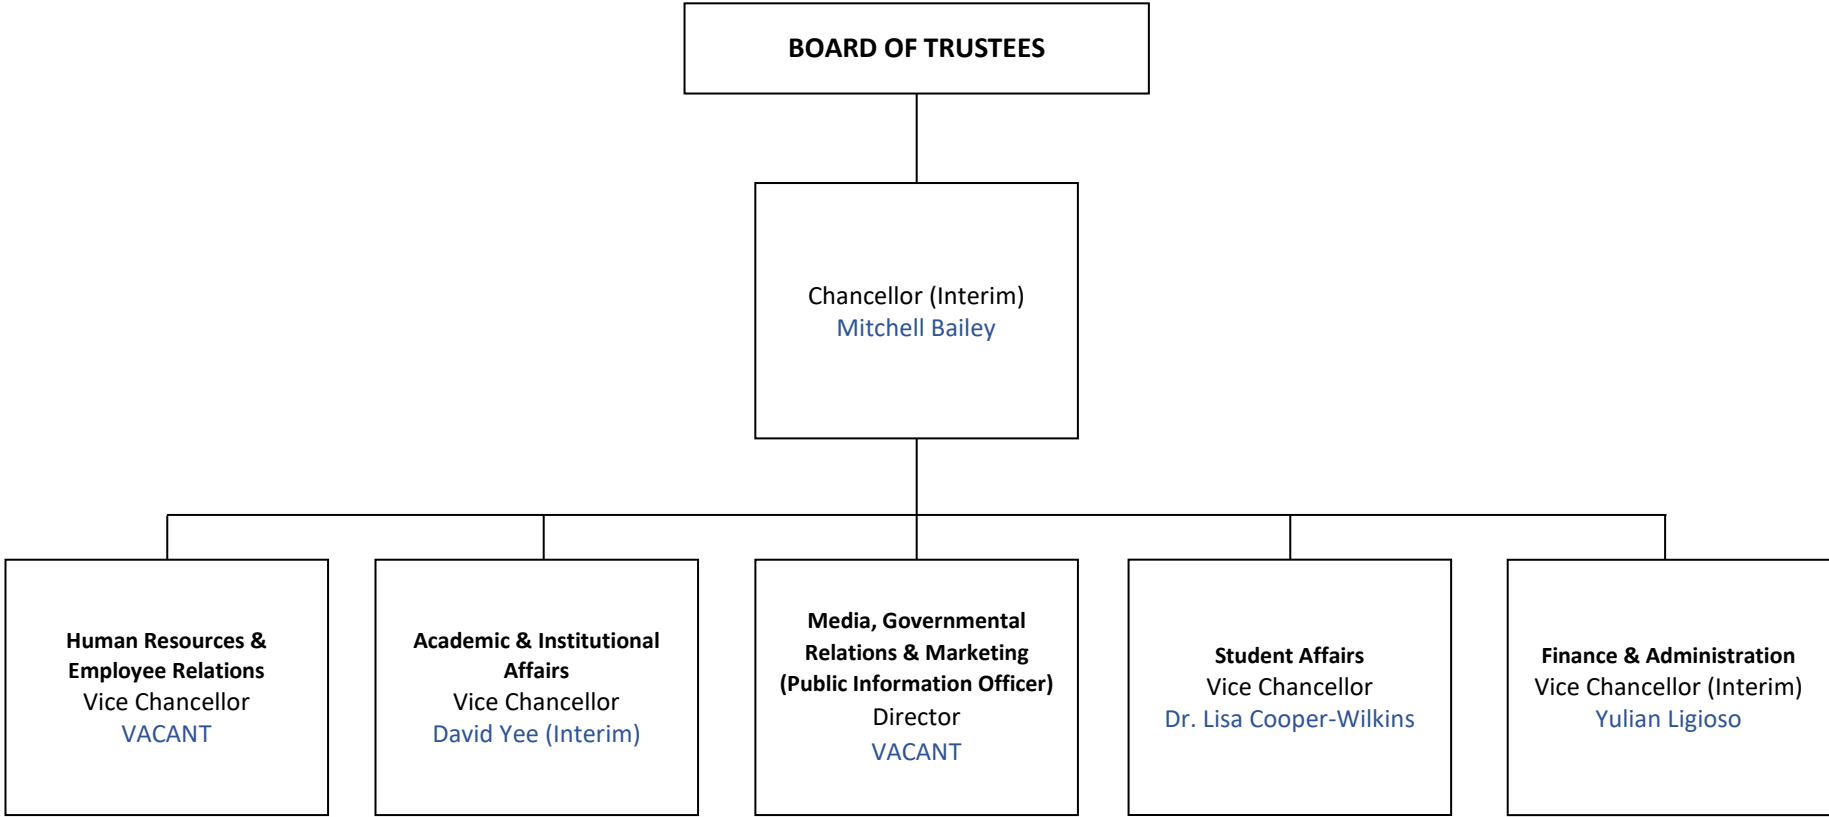 BOARD OF TRUSTEES
Chancellor (Interim)
Mitchell Bailey
Human Resources &
Employee Relations
Vice Chancellor
VACANT
Academic & Institutional
Affairs
Vice Chancellor
David Yee (Interim)
Media, Governmental
Relations & Marketing
(Public Information Officer)
Director
VACANT
Student Affairs
Vice Chancellor
Dr. Lisa Cooper-Wilkins
Finance & Administration
Vice Chancellor (Interim)
Yulian Ligioso